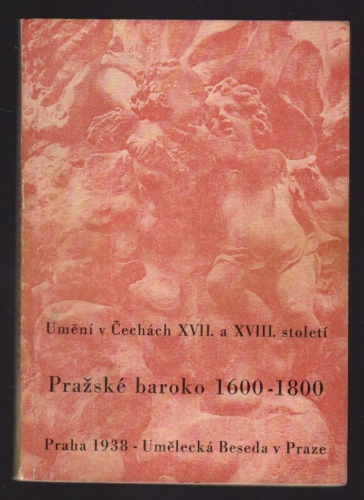 Umění v Čechách XVII. a XVIII. století
Pražské baroko 1600-1800
Praha 1938 - Umělecká Beseda v Praze